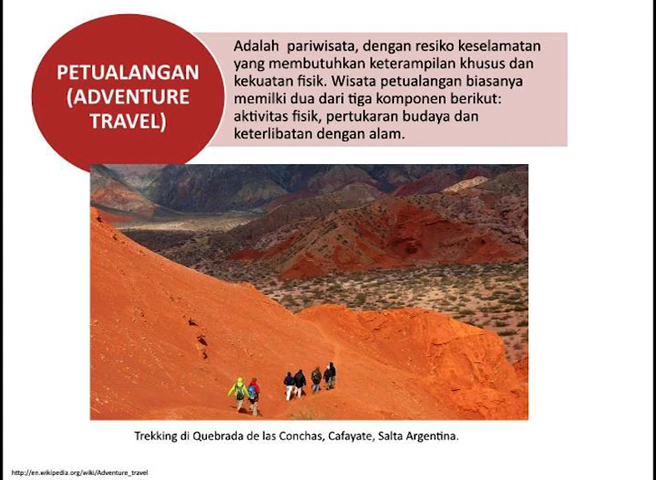 PETUALANGAN
(ADVENTURE
TRAVEL)
Adalah pariwisata, dengan resiko keselamatan
yang membutuhkan keterampilan khusus dan
kekuatan fisik. Wisata petualangan biasanya
memilki dua dari tiga komponen berikut:
aktivitas fisik, pertukaran budaya dan
keterlibatan dengan alam.
Trekking di Quebrada de las Conchas, Cafayate, Salta Argentina.
http://en.wikipedia.org/wiki/Adventure_travel